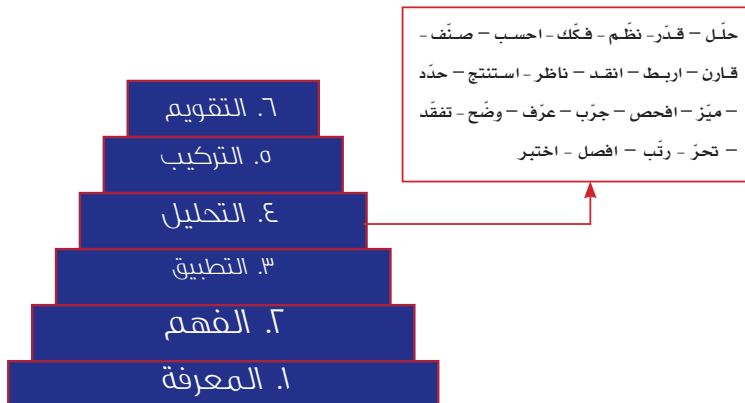 حلّل – قدّر- نظّم - فكّك - احسب – صنّف -
قارن – اربط – انقد – ناظر - استنتج – حدّد
– ميّز – افحص – جرّب – عرّف – وضّح - تفقّد
– تحرّ - رتّب – افصل - اختبر
٦. التقويم
٥. التركيب
٤. التحليل
٣. التطبيق
٢. الفهم
١. المعرفة